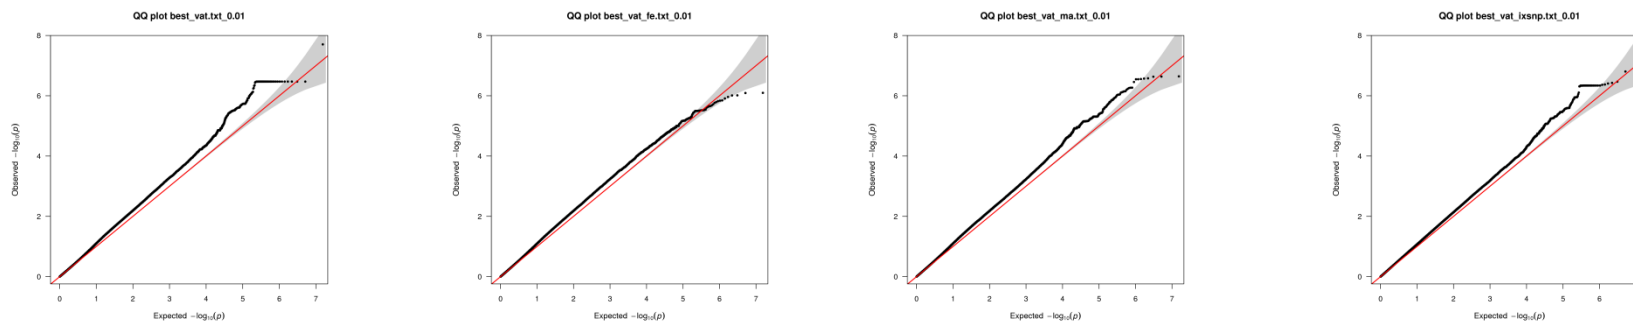 QQ plot best_vat.txt_0.01
8
6
4
2
0
Observed −log₁₀(p)
0 1 2 3 4 5 6 7
Expected −log₁₀(p)
QQ plot best_vat_fe.txt_0.01
8
6
4
2
0
Observed −log₁₀(p)
0 1 2 3 4 5 6 7
Expected −log₁₀(p)
QQ plot best_vat_ma.txt_0.01
8
6
4
2
0
Observed −log₁₀(p)
0 1 2 3 4 5 6 7
Expected −log₁₀(p)
QQ plot best_vat_ixsnp.txt_0.01
8
6
4
2
0
Observed −log₁₀(p)
0 1 2 3 4 5 6
Expected −log₁₀(p)